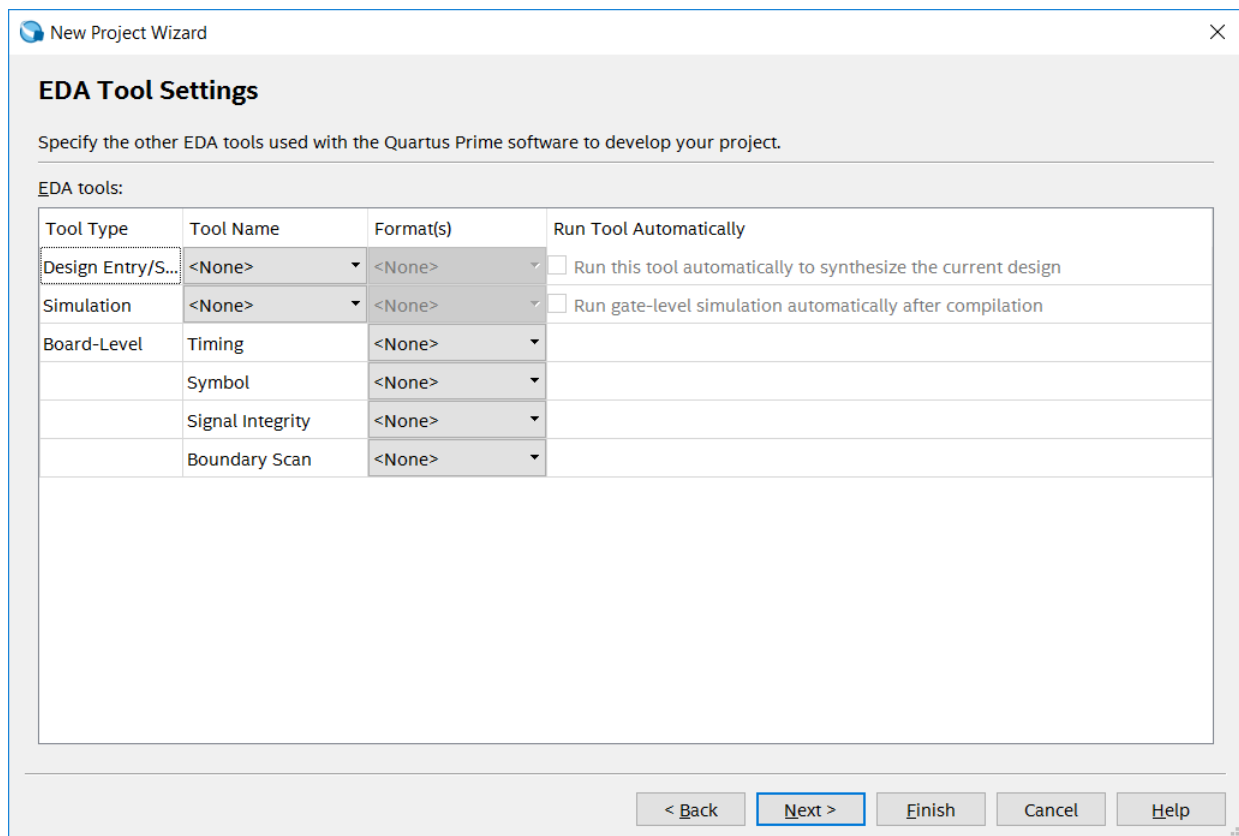 New Project Wizard
EDA Tool Settings
Specify the other EDA tools used with the Quartus Prime software to develop your project.
EDA tools:
Tool Type Tool Name Format(s) Run Tool Automatically
Design Entry/S... <None> <None> Run this tool automatically to synthesize the current design
Simulation <None> <None> Run gate-level simulation automatically after compilation
Board-Level Timing <None>
Symbol <None>
Signal Integrity <None>
Boundary Scan <None>
< Back Next > Finish Cancel Help